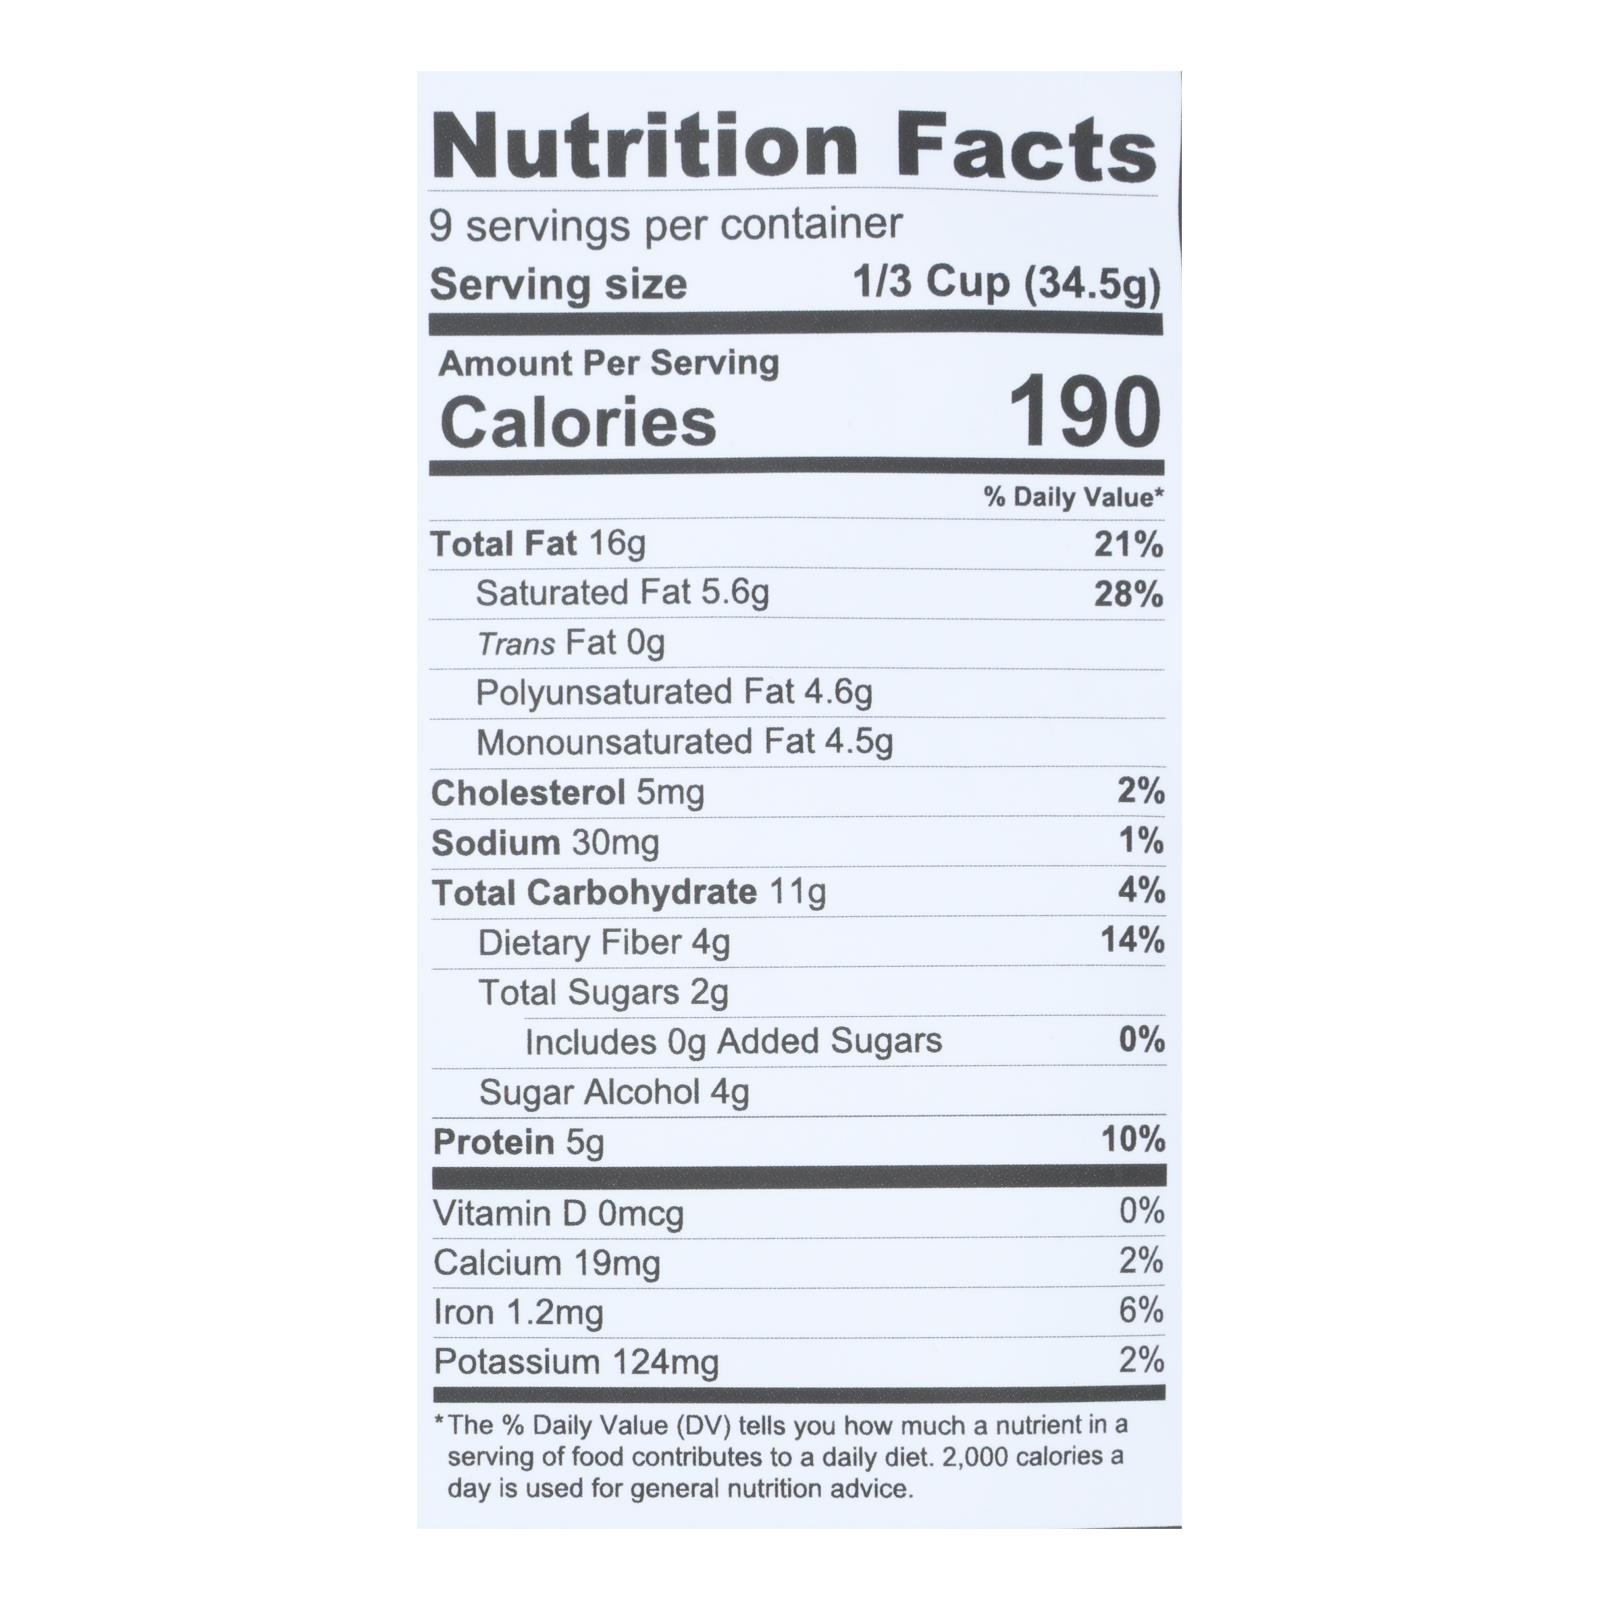 Nutrition Facts
9 servings per container
Serving size 1/3 Cup (34.5g)
Amount Per Serving
Calories 190
% Daily Value*
Total Fat 16g 21%
Saturated Fat 5.6g 28%
Trans Fat 0g
Polyunsaturated Fat 4.6g
Monounsaturated Fat 4.5g
Cholesterol 5mg 2%
Sodium 30mg 1%
Total Carbohydrate 11g 4%
Dietary Fiber 4g 14%
Total Sugars 2g
Includes 0g Added Sugars 0%
Sugar Alcohol 4g
Protein 5g 10%
Vitamin D 0mcg 0%
Calcium 19mg 2%
Iron 1.2mg 6%
Potassium 124mg 2%
*The % Daily Value (DV) tells you how much a nutrient in a
serving of food contributes to a daily diet. 2,000 calories a
day is used for general nutrition advice.